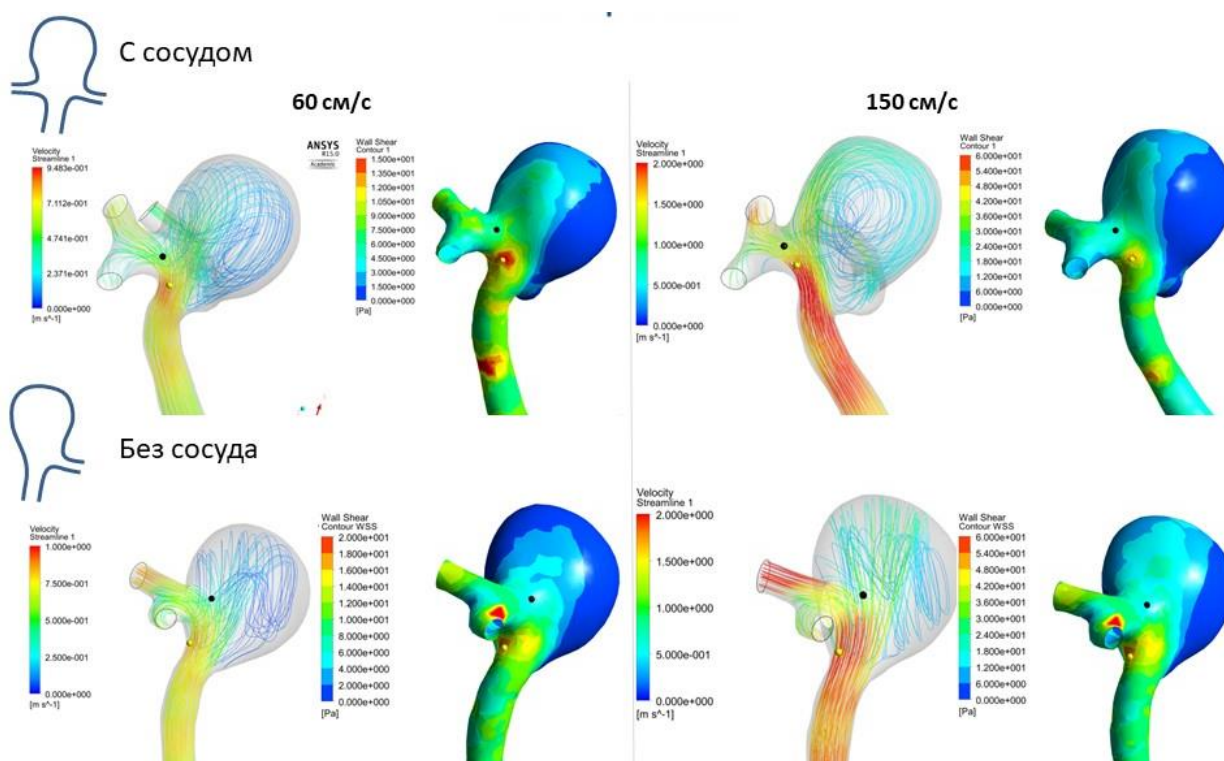 С сосудом
60 см/с
150 см/с
Velocity
Streamline 1
9.483e-001
7.112e-001
4.741e-001
2.371e-001
0.000e+000
[m s^-1]
ANSYS
R15.0
Academic
Wall Shear
Contour 1
1.500e+001
1.350e+001
1.200e+001
1.050e+001
9.000e+000
7.500e+000
6.000e+000
4.500e+000
3.000e+000
1.500e+000
0.000e+000
[Pa]
Velocity
Streamline 1
2.000e+000
1.500e+000
1.000e+000
5.000e-001
0.000e+000
[m s^-1]
Wall Shear
Contour 1
6.000e+001
5.400e+001
4.800e+001
4.200e+001
3.600e+001
3.000e+001
2.400e+001
1.800e+001
1.200e+001
6.000e+000
0.000e+000
[Pa]
Без сосуда
Velocity
Streamline 1
1.000e+000
7.500e-001
5.000e-001
2.500e-001
0.000e+000
[m s^-1]
Wall Shear
Contour WSS
2.000e+001
1.800e+001
1.600e+001
1.400e+001
1.200e+001
1.000e+001
8.000e+000
6.000e+000
4.000e+000
2.000e+000
0.000e+000
[Pa]
Velocity
Streamline 1
2.000e+000
1.500e+000
1.000e+000
5.000e-001
0.000e+000
[m s^-1]
Wall Shear
Contour WSS
6.000e+001
5.400e+001
4.800e+001
4.200e+001
3.600e+001
3.000e+001
2.400e+001
1.800e+001
1.200e+001
6.000e+000
0.000e+000
[Pa]